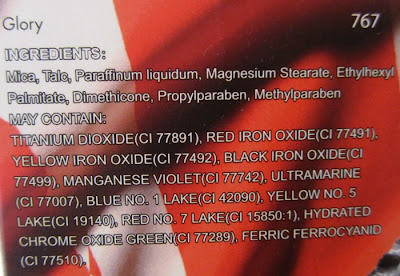 Glory 767
INGREDIENTS:
Mica, Talc, Paraffinum liquidum, Magnesium Stearate, Ethylhexyl
Palmitate, Dimethicone, Propylparaben, Methylparaben
MAY CONTAIN:
TITANIUM DIOXIDE(CI 77891), RED IRON OXIDE(CI 77491),
YELLOW IRON OXIDE(CI 77492), BLACK IRON OXIDE(CI
77499), MANGANESE VIOLET(CI 77742), ULTRAMARINE
(CI 77007), BLUE NO. 1 LAKE(CI 42090), YELLOW NO. 5
LAKE(CI 19140), RED NO. 7 LAKE(CI 15850:1), HYDRATED
CHROME OXIDE GREEN(CI 77289), FERRIC FERROCYANID
(CI 77510).